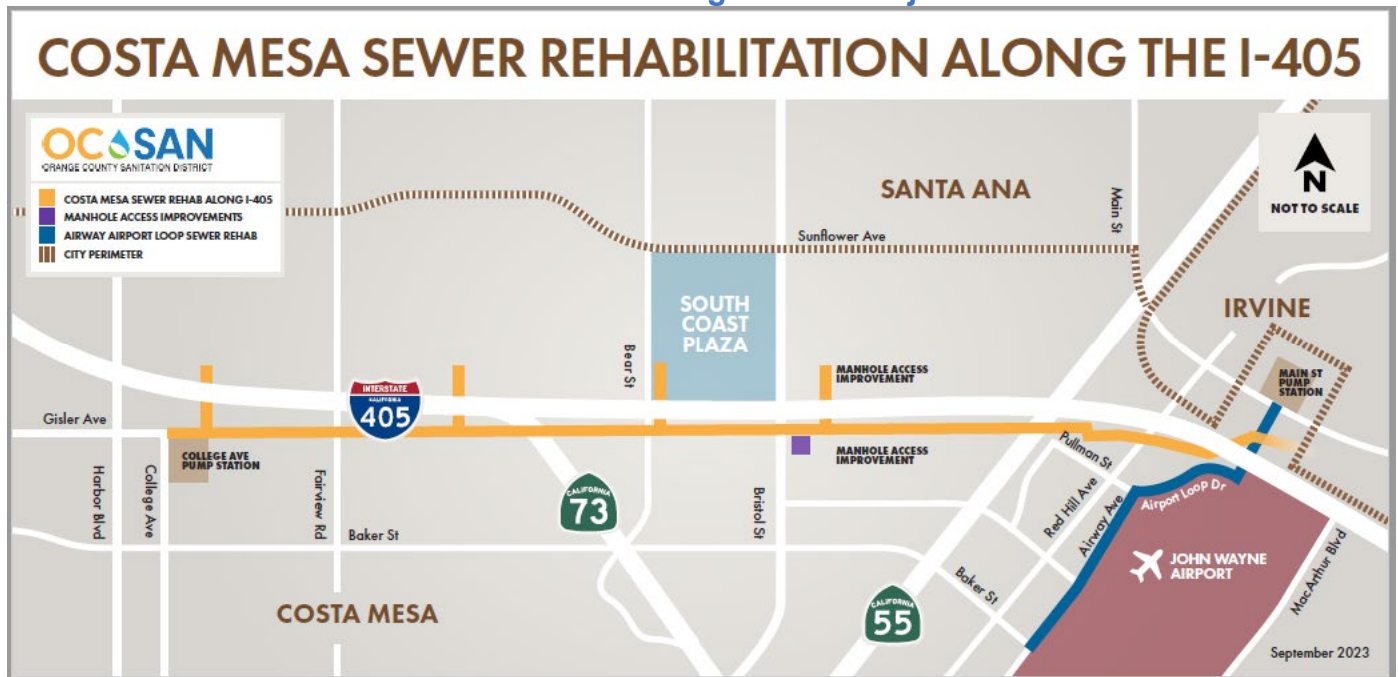 COSTA MESA SEWER REHABILITATION ALONG THE I-405
OC SAN
ORANGE COUNTY SANITATION DISTRICT
COSTA MESA SEWER REHAB ALONG I-405
MANHOLE ACCESS IMPROVEMENTS
AIRWAY AIRPORT LOOP SEWER REHAB
CITY PERIMETER
SANTA ANA
Main St
N
NOT TO SCALE
Sunflower Ave
SOUTH
COAST
PLAZA
IRVINE
Bear St
MANHOLE ACCESS
IMPROVEMENT
MAIN ST
PUMP
STATION
INTERSTATE
CALIFORNIA
405
Gisler Ave
COLLEGE AVE
PUMP STATION
MANHOLE ACCESS
IMPROVEMENT
Pullman St
Harbor Blvd
College Ave
Fairview Rd
CALIFORNIA
73
Bristol St
Red Hill Ave
Airway Ave
Airport Loop Dr
Baker St
JOHN WAYNE
AIRPORT
MacArthur Blvd
Baker St
COSTA MESA
CALIFORNIA
55
September 2023